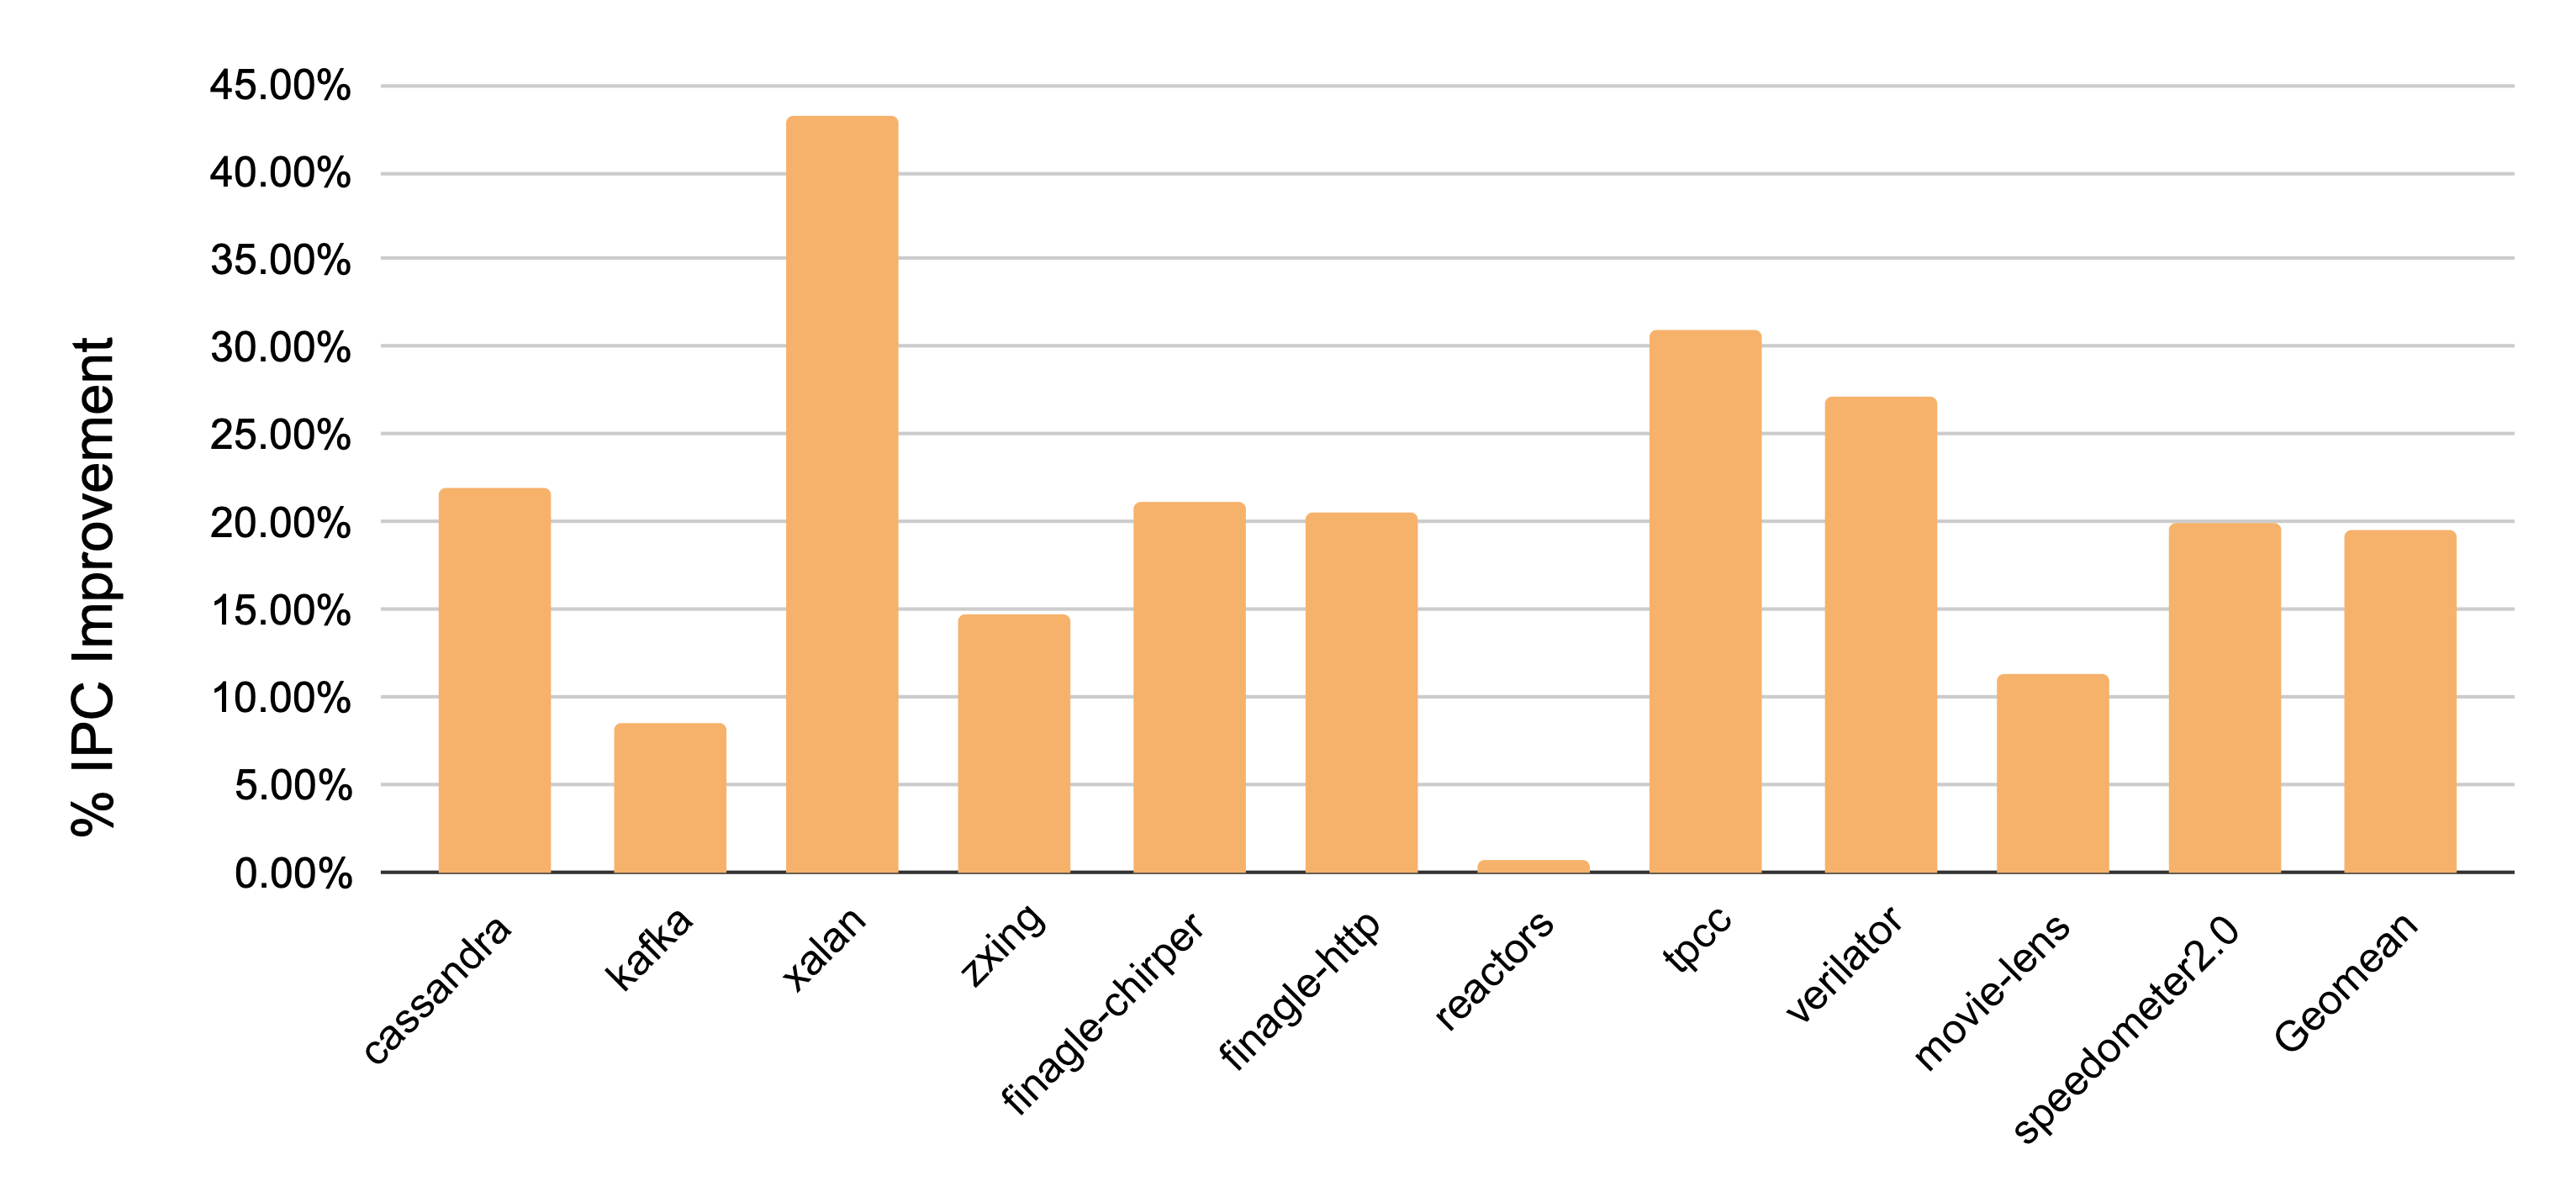 % IPC Improvement
45.00%
40.00%
35.00%
30.00%
25.00%
20.00%
15.00%
10.00%
5.00%
0.00%
cassandra
kafka
xalan
zxing
finagle-chirper
finagle-http
reactors
tpcc
verilator
movie-lens
speedometer2.0
Geomean